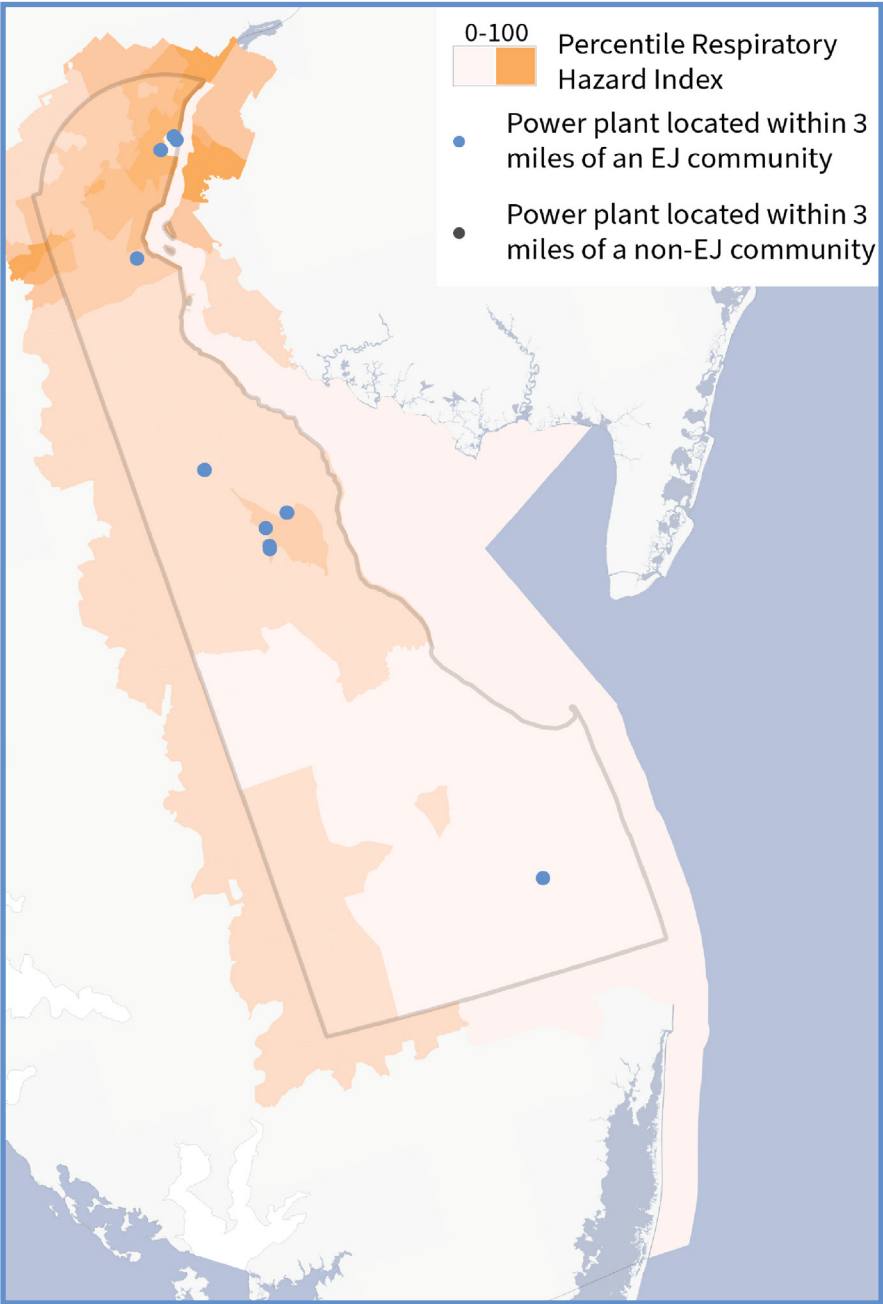 0-100
Percentile Respiratory
Hazard Index
Power plant located within 3
miles of an EJ community
Power plant located within 3
miles of a non-EJ community